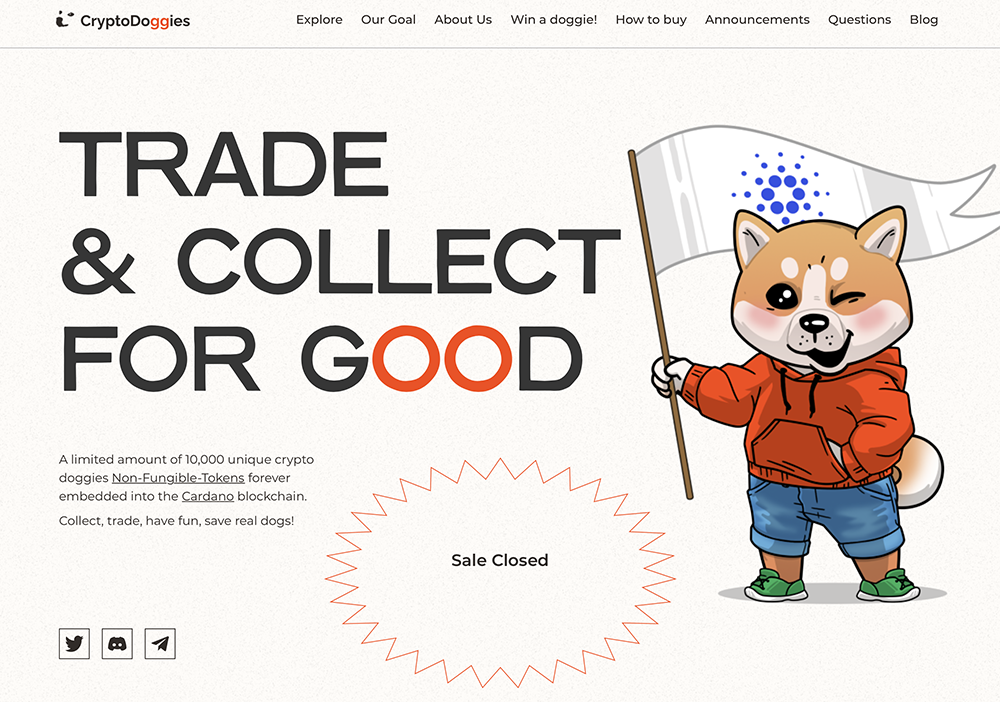 CryptoDoggies
Explore Our Goal About Us Win a doggie! How to buy Announcements Questions Blog
TRADE
& COLLECT
FOR GOOD
A limited amount of 10,000 unique crypto
doggies Non-Fungible-Tokens forever
embedded into the Cardano blockchain.
Collect, trade, have fun, save real dogs!
Sale Closed